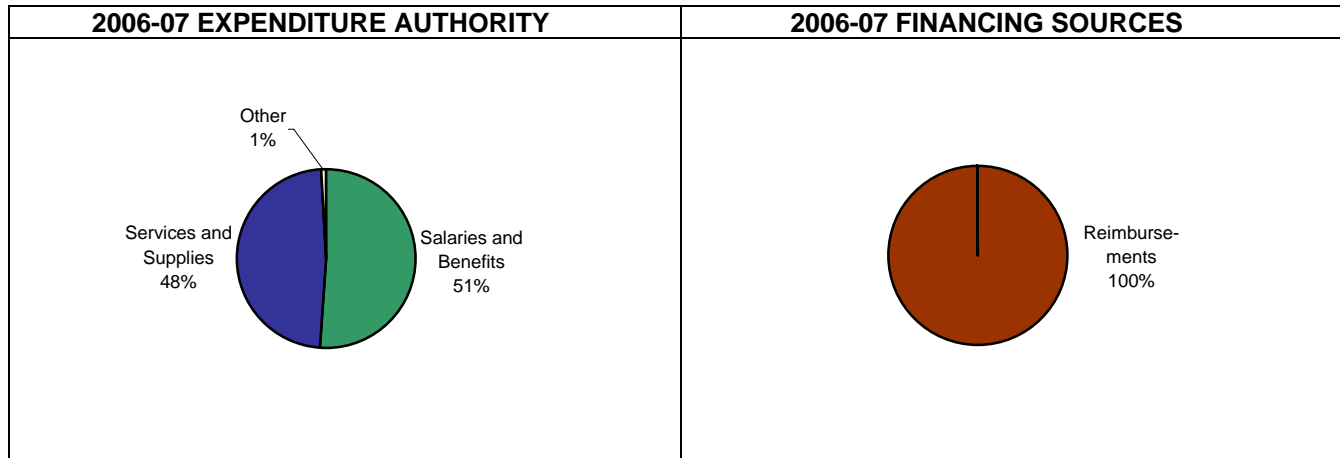 2006-07 EXPENDITURE AUTHORITY
Other
1%
Services and
Supplies
48%
Salaries and
Benefits
51%
2006-07 FINANCING SOURCES
Reimburse-
ments
100%